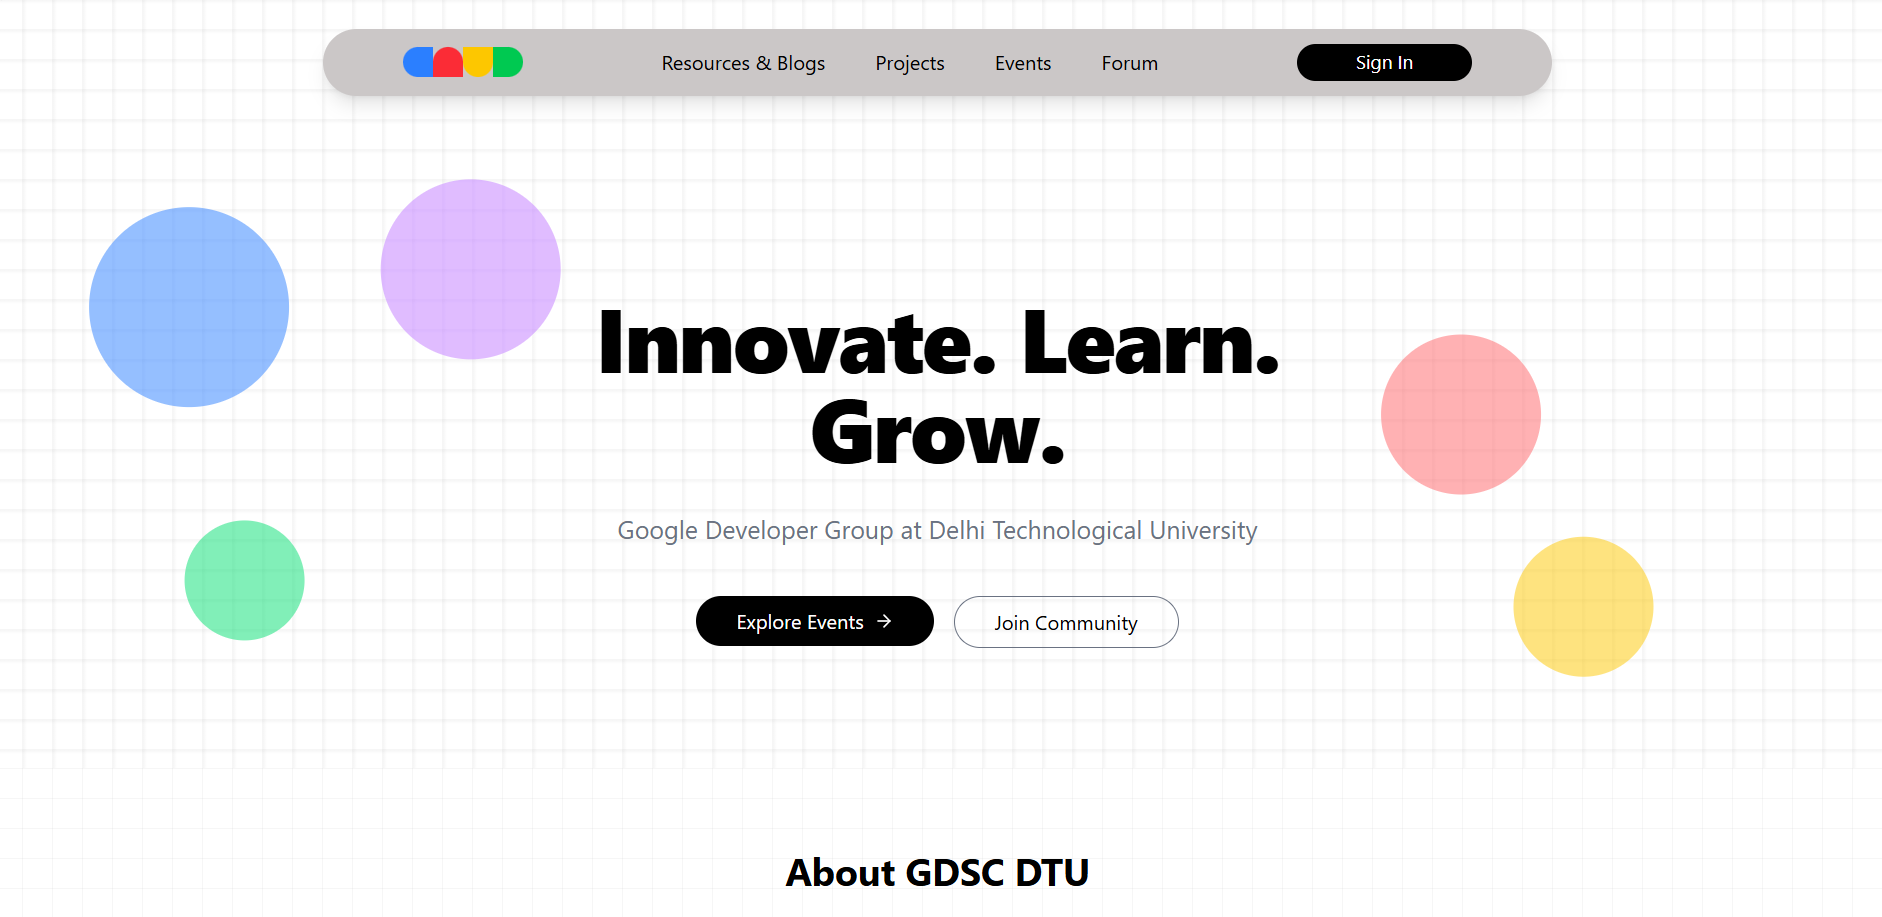 Resources & Blogs
Projects
Events
Forum
Sign In
Innovate. Learn.
Grow.
Google Developer Group at Delhi Technological University
Explore Events →
Join Community
About GDSC DTU